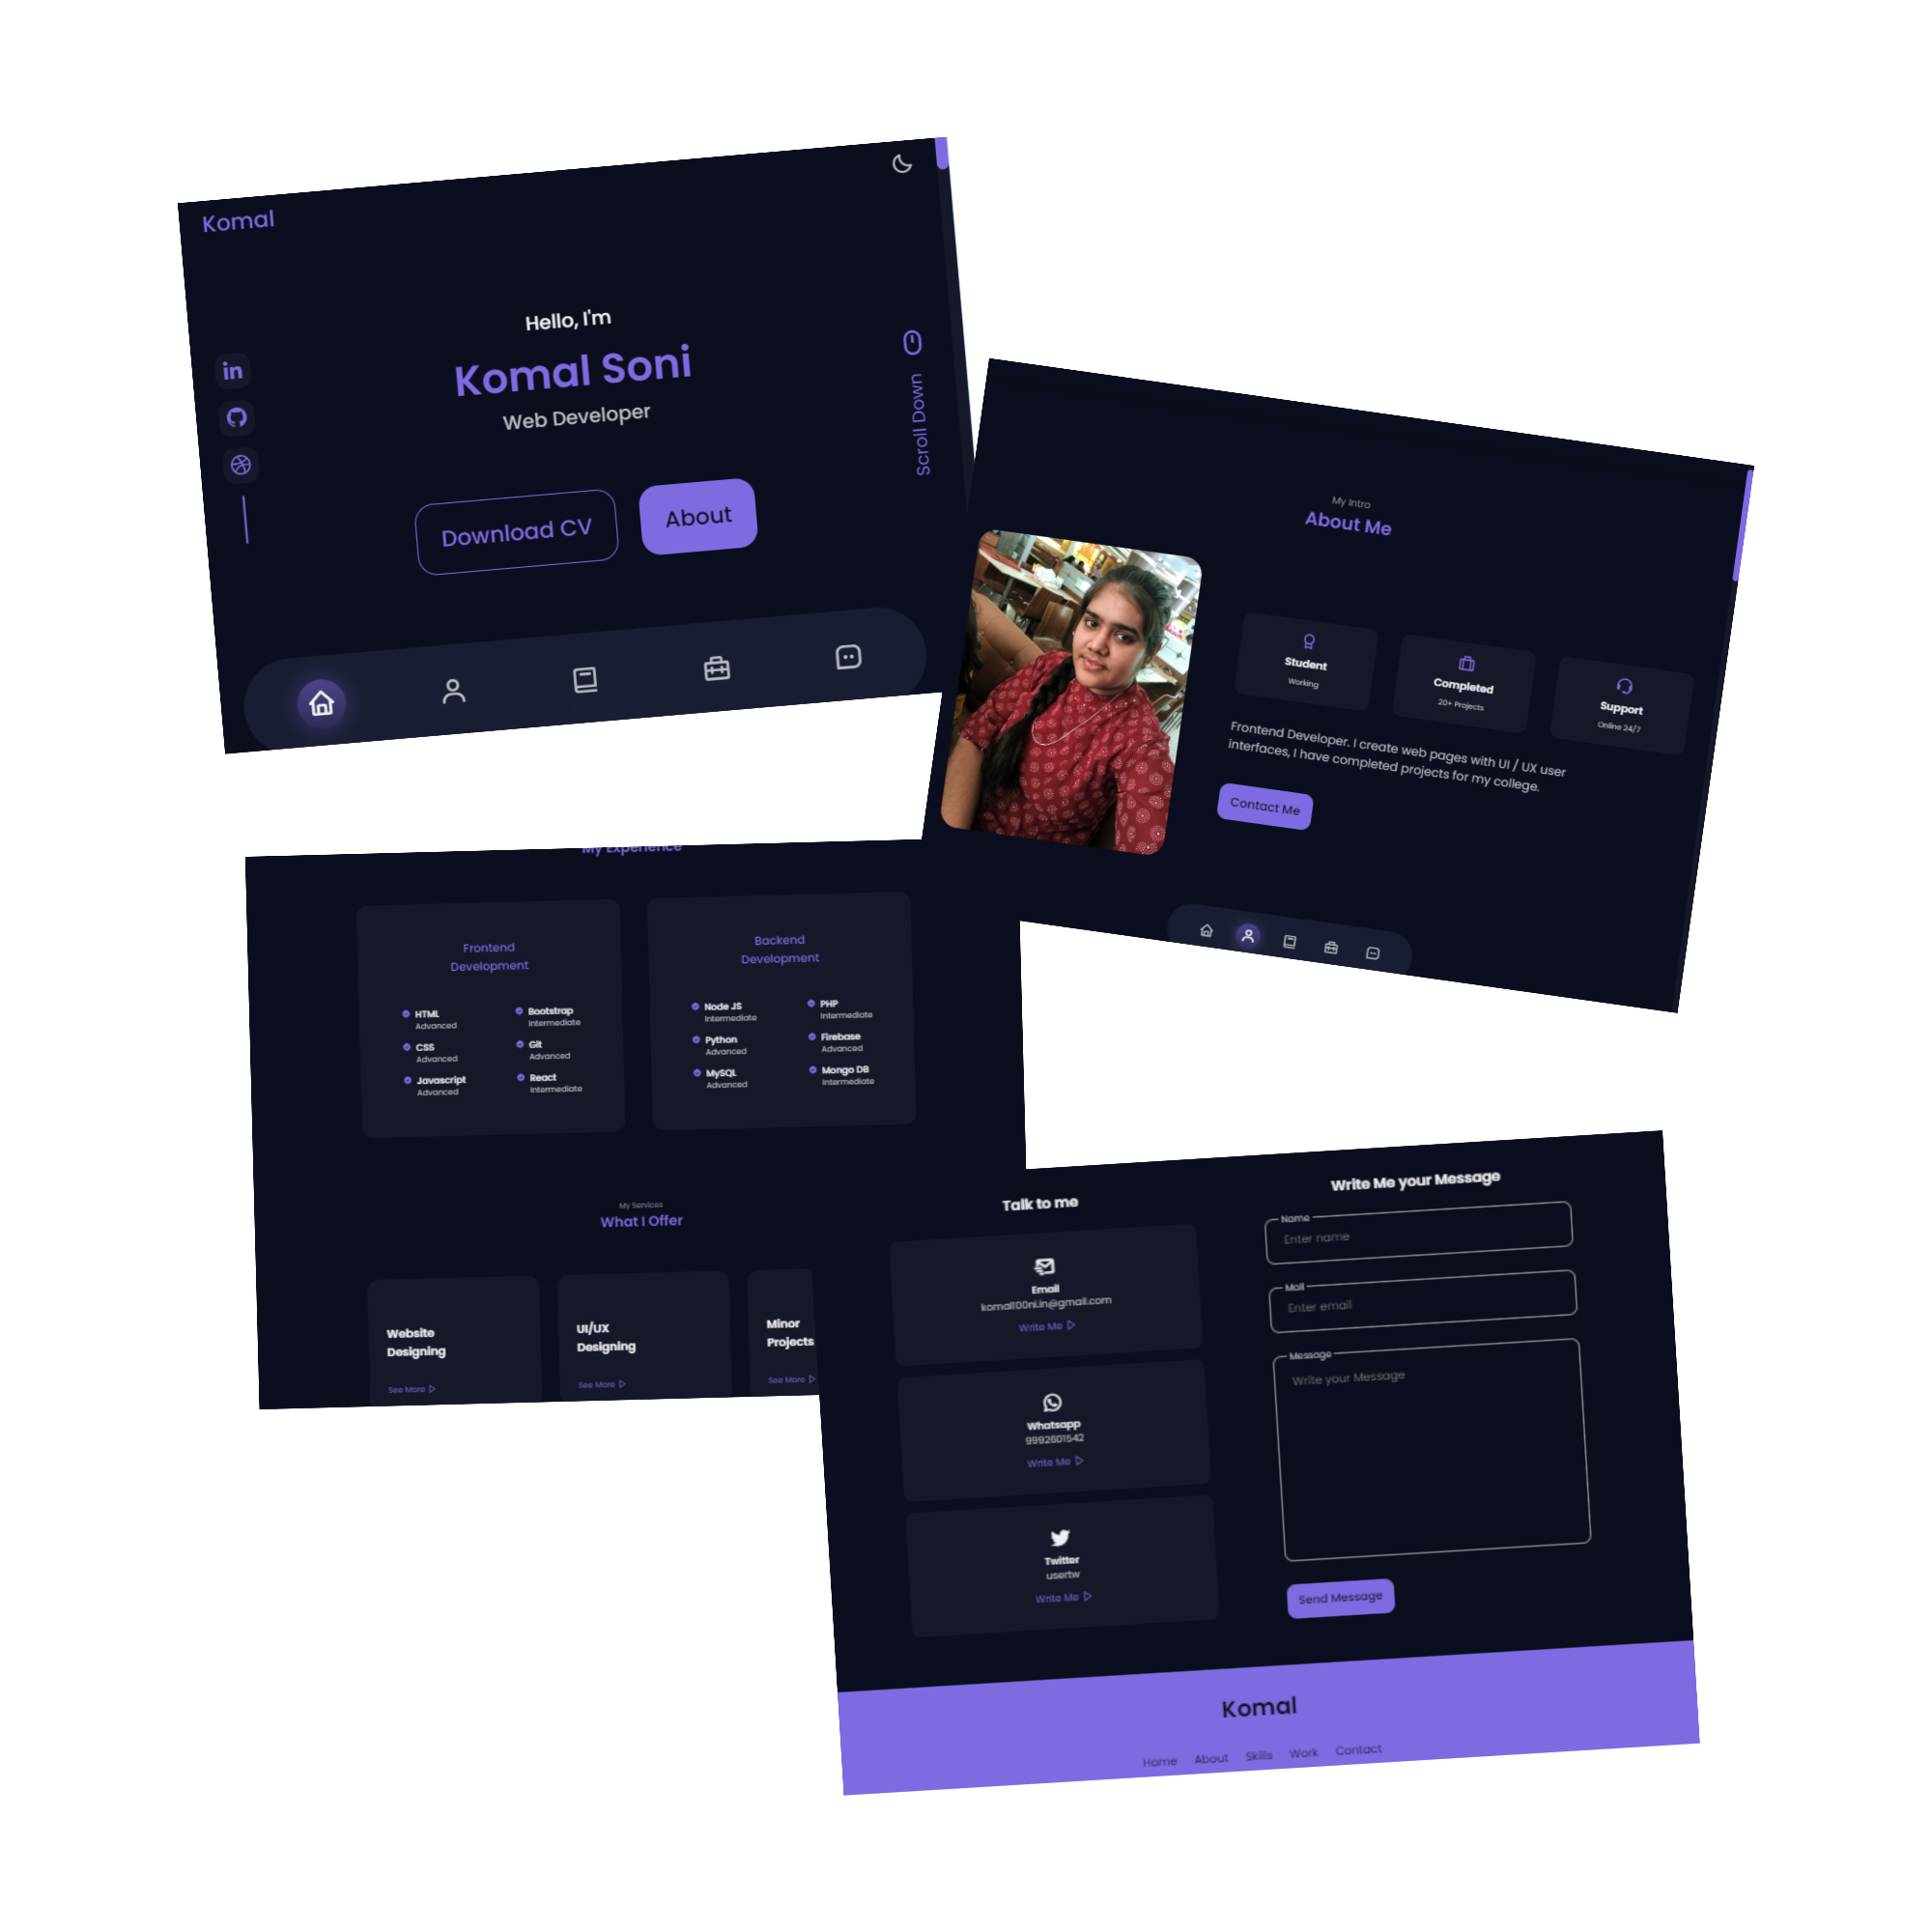 Komal
Hello, I'm
Komal Soni
Web Developer
Download CV
About
Scroll Down
My Intro
About Me
Student
Working
Completed
20+ Projects
Support
Online 24/7
Frontend Developer. I create web pages with UI / UX user
interfaces, I have completed projects for my college.
Contact Me
My Experience
Frontend
Development
HTML
Advanced
CSS
Advanced
Javascript
Advanced
Bootstrap
Intermediate
Git
Advanced
React
Intermediate
Backend
Development
Node JS
Intermediate
Python
Advanced
MySQL
Advanced
PHP
Intermediate
Firebase
Advanced
Mongo DB
Intermediate
My Services
What I Offer
Website
Designing
See More
UI/UX
Designing
See More
Minor
Projects
See More
Talk to me
Email
komal100ni.in@gmail.com
Write Me
Whatsapp
9992601542
Write Me
Twitter
usertw
Write Me
Write Me your Message
Name
Enter name
Mail
Enter email
Message
Write your Message
Send Message
Komal
Home About Skills Work Contact